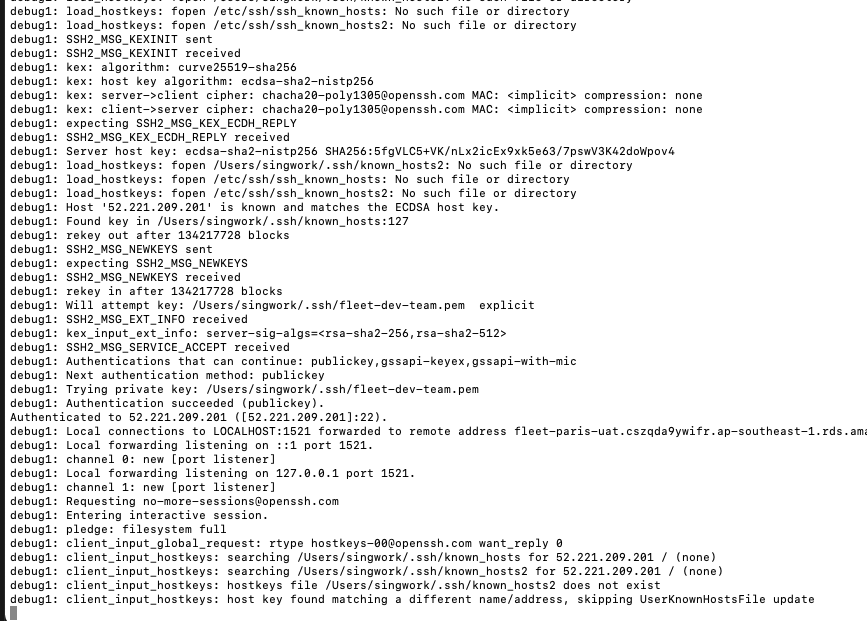 debug1: load_hostkeys: fopen /etc/ssh/ssh_known_hosts: No such file or directory
debug1: load_hostkeys: fopen /etc/ssh/ssh_known_hosts2: No such file or directory
debug1: SSH2_MSG_KEXINIT sent
debug1: SSH2_MSG_KEXINIT received
debug1: kex: algorithm: curve25519-sha256
debug1: kex: host key algorithm: ecdsa-sha2-nistp256
debug1: kex: server->client cipher: chacha20-poly1305@openssh.com MAC: <implicit> compression: none
debug1: kex: client->server cipher: chacha20-poly1305@openssh.com MAC: <implicit> compression: none
debug1: expecting SSH2_MSG_KEX_ECDH_REPLY
debug1: SSH2_MSG_KEX_ECDH_REPLY received
debug1: Server host key: ecdsa-sha2-nistp256 SHA256:5fgVLC5+VK/nLx2icEx9xk5e63/7pswV3K42doWpov4
debug1: load_hostkeys: fopen /Users/singwork/.ssh/known_hosts2: No such file or directory
debug1: load_hostkeys: fopen /etc/ssh/ssh_known_hosts: No such file or directory
debug1: load_hostkeys: fopen /etc/ssh/ssh_known_hosts2: No such file or directory
debug1: Host '52.221.209.201' is known and matches the ECDSA host key.
debug1: Found key in /Users/singwork/.ssh/known_hosts:127
debug1: rekey out after 134217728 blocks
debug1: SSH2_MSG_NEWKEYS sent
debug1: expecting SSH2_MSG_NEWKEYS
debug1: SSH2_MSG_NEWKEYS received
debug1: rekey in after 134217728 blocks
debug1: Will attempt key: /Users/singwork/.ssh/fleet-dev-team.pem  explicit
debug1: SSH2_MSG_EXT_INFO received
debug1: kex_input_ext_info: server-sig-algs=<rsa-sha2-256,rsa-sha2-512>
debug1: SSH2_MSG_SERVICE_ACCEPT received
debug1: Authentications that can continue: publickey,gssapi-keyex,gssapi-with-mic
debug1: Next authentication method: publickey
debug1: Trying private key: /Users/singwork/.ssh/fleet-dev-team.pem
debug1: Authentication succeeded (publickey).
Authenticated to 52.221.209.201 ([52.221.209.201]:22).
debug1: Local connections to LOCALHOST:1521 forwarded to remote address fleet-paris-uat.cszqda9ywifr.ap-southeast-1.rds.ama
debug1: Local forwarding listening on ::1 port 1521.
debug1: channel 0: new [port listener]
debug1: Local forwarding listening on 127.0.0.1 port 1521.
debug1: channel 1: new [port listener]
debug1: Requesting no-more-sessions@openssh.com
debug1: Entering interactive session.
debug1: pledge: filesystem full
debug1: client_input_global_request: rtype hostkeys-00@openssh.com want_reply 0
debug1: client_input_hostkeys: searching /Users/singwork/.ssh/known_hosts for 52.221.209.201 / (none)
debug1: client_input_hostkeys: searching /Users/singwork/.ssh/known_hosts2 for 52.221.209.201 / (none)
debug1: client_input_hostkeys: hostkeys file /Users/singwork/.ssh/known_hosts2 does not exist
debug1: client_input_hostkeys: host key found matching a different name/address, skipping UserKnownHostsFile update